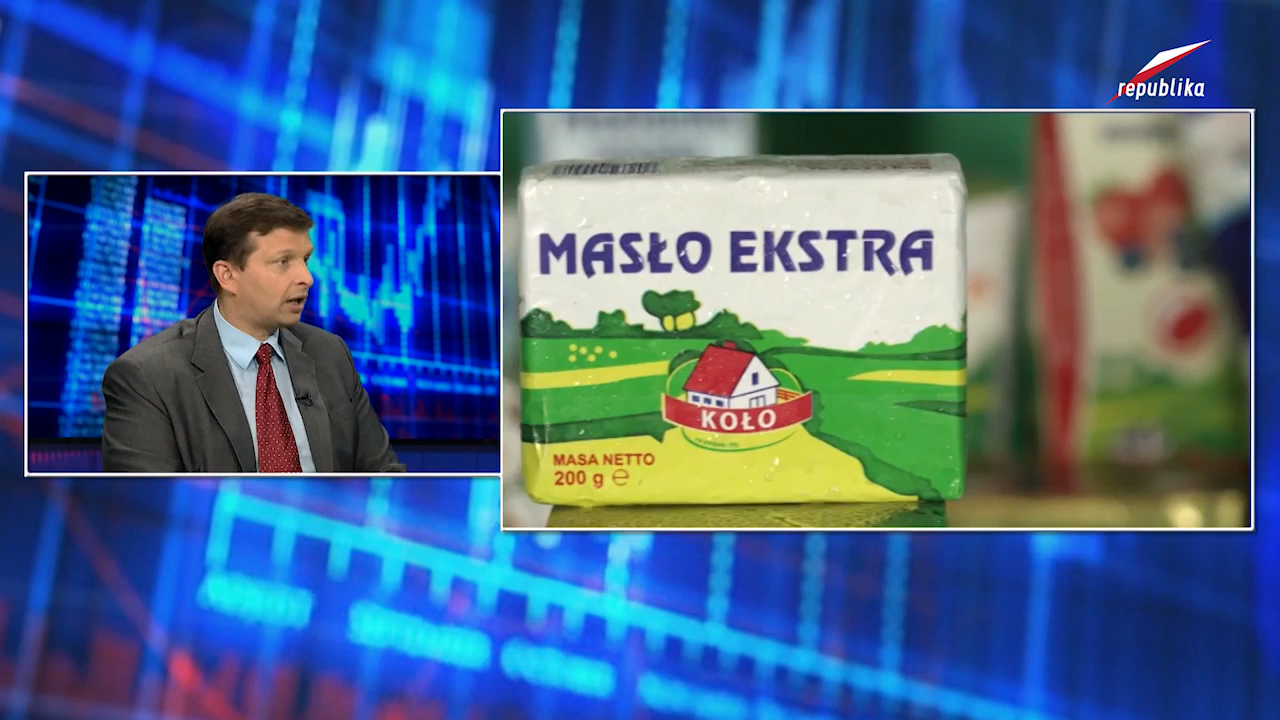 republika
MASŁO EKSTRA
KOŁO
MASA NETTO
200 g e